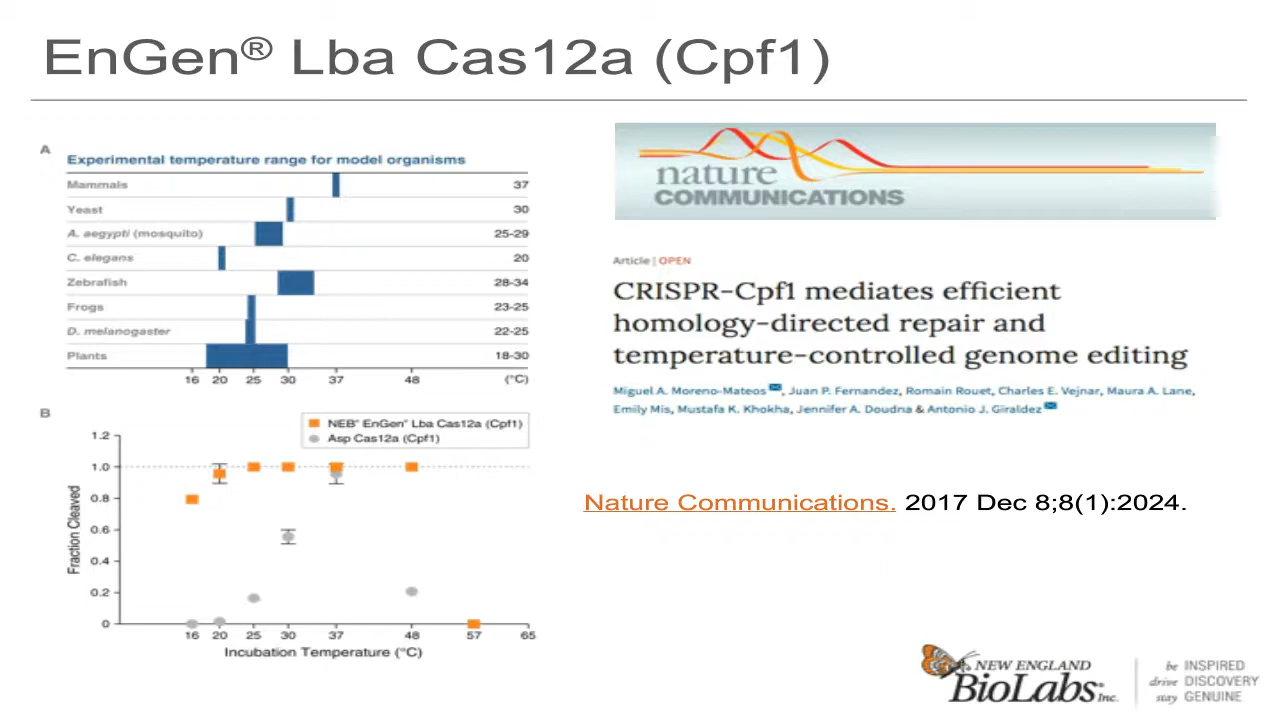 EnGen® Lba Cas12a (Cpf1)
A
Experimental temperature range for model organisms
Mammals 37
Yeast 30
A. aegypti (mosquito) 25-29
C. elegans 20
Zebrafish 28-34
Frogs 23-25
D. melanogaster 22-25
Plants 18-30
16 20 25 30 37 48 (°C)
B
NEB® EnGen® Lba Cas12a (Cpf1)
Asp Cas12a (Cpf1)
1.2
1.0
0.8
0.6
0.4
0.2
0
Fraction Cleaved
16 20 25 30 37 48 57 65
Incubation Temperature (°C)
nature
COMMUNICATIONS
Article | OPEN
CRISPR-Cpf1 mediates efficient
homology-directed repair and
temperature-controlled genome editing
Miguel A. Moreno-Mateos, Juan P. Fernandez, Romain Rouet, Charles E. Vejnar, Maura A. Lane,
Emily Mis, Mustafa K. Khokha, Jennifer A. Doudna & Antonio J. Giraldez
Nature Communications. 2017 Dec 8;8(1):2024.
NEW ENGLAND
BioLabs® Inc.
be INSPIRED
drive DISCOVERY
stay GENUINE